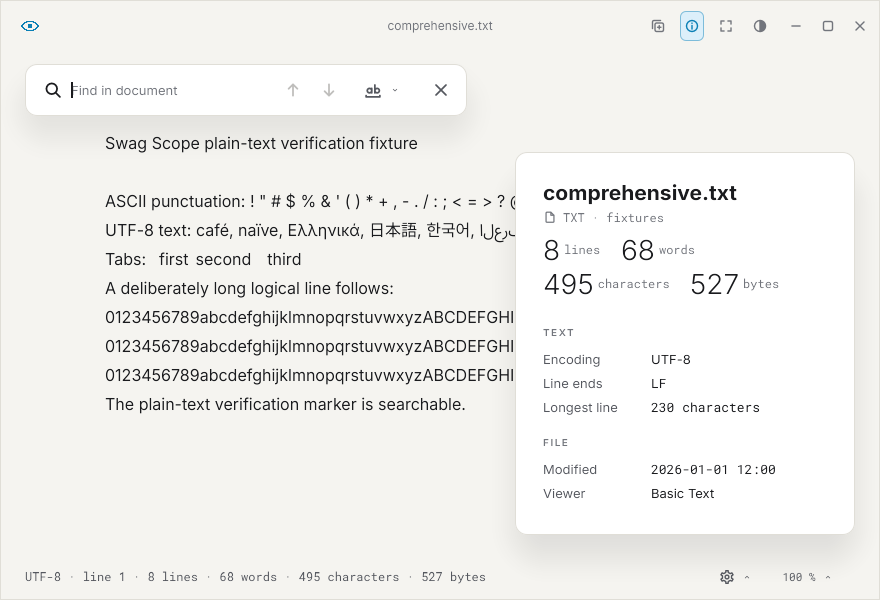 comprehensive.txt
Find in document
ab
Swag Scope plain-text verification fixture
ASCII punctuation: ! " # $ % & ' ( ) * + , - . / : ; < = > ?
UTF-8 text: café, naïve, Ελληνικά, 日本語, 한국어,
Tabs: first second third
A deliberately long logical line follows:
0123456789abcdefghijklmnopqrstuvwxyzABCDEFGHI
0123456789abcdefghijklmnopqrstuvwxyzABCDEFGHI
0123456789abcdefghijklmnopqrstuvwxyzABCDEFGHI
The plain-text verification marker is searchable.
comprehensive.txt
TXT · fixtures
8 lines 68 words
495 characters 527 bytes
TEXT
Encoding UTF-8
Line ends LF
Longest line 230 characters
FILE
Modified 2026-01-01 12:00
Viewer Basic Text
UTF-8 · line 1 · 8 lines · 68 words · 495 characters · 527 bytes
100 %